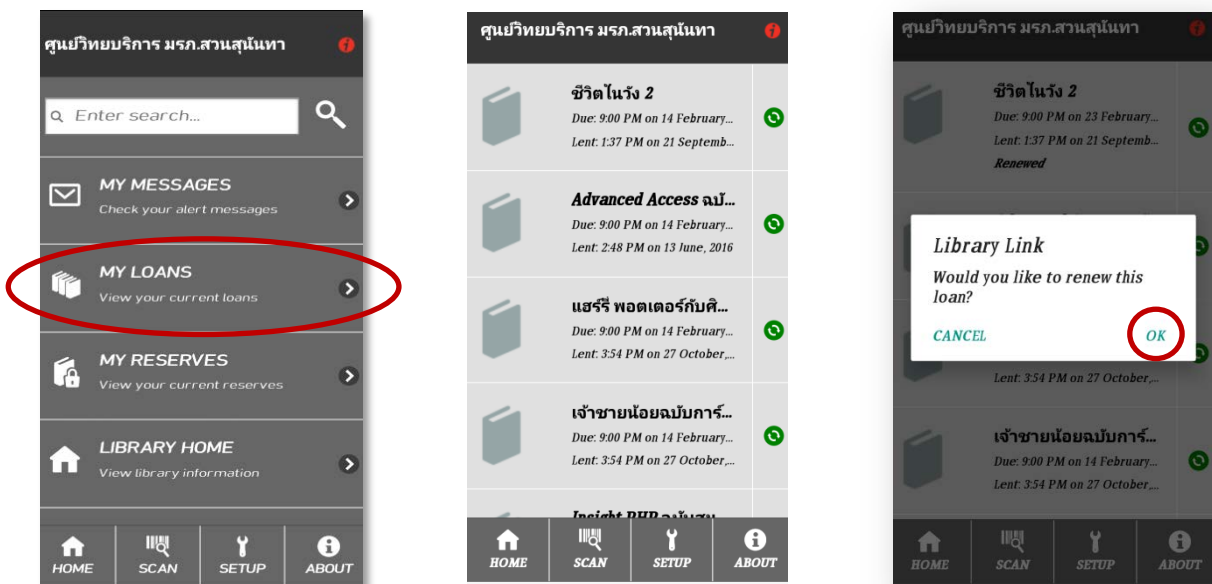 ศูนย์วิทยบริการ มรภ.สวนสุนันทา
Enter search...
MY MESSAGES
Check your alert messages
MY LOANS
View your current loans
MY RESERVES
View your current reserves
LIBRARY HOME
View library information
HOME SCAN SETUP ABOUT
ศูนย์วิทยบริการ มรภ.สวนสุนันทา
ชีวิตในวัง 2
Due: 9:00 PM on 14 February...
Lent: 1:37 PM on 21 Septemb...
Advanced Access ฉบั...
Due: 9:00 PM on 14 February...
Lent: 2:48 PM on 13 June, 2016
แฮร์รี่ พอตเตอร์กับศิ...
Due: 9:00 PM on 14 February...
Lent: 3:54 PM on 27 October,...
เจ้าชายน้อยฉบับการ์...
Due: 9:00 PM on 14 February...
Lent: 3:54 PM on 27 October,...
Insight PHP
HOME SCAN SETUP ABOUT
ศูนย์วิทยบริการ มรภ.สวนสุนันทา
ชีวิตในวัง 2
Due: 9:00 PM on 23 February...
Lent: 1:37 PM on 21 Septemb...
Renewed
Library Link
Would you like to renew this
loan?
CANCEL OK
Lent: 3:54 PM on 27 October,...
เจ้าชายน้อยฉบับการ์...
Due: 9:00 PM on 14 February...
Lent: 3:54 PM on 27 October,...
HOME SCAN SETUP ABOUT